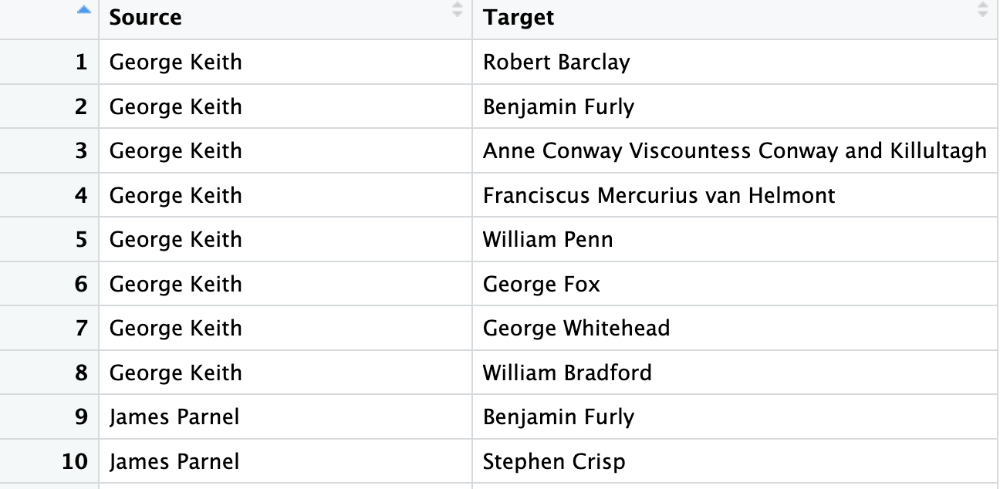 Source Target
1 George Keith Robert Barclay
2 George Keith Benjamin Furly
3 George Keith Anne Conway Viscountess Conway and Killultagh
4 George Keith Franciscus Mercurius van Helmont
5 George Keith William Penn
6 George Keith George Fox
7 George Keith George Whitehead
8 George Keith William Bradford
9 James Parnel Benjamin Furly
10 James Parnel Stephen Crisp